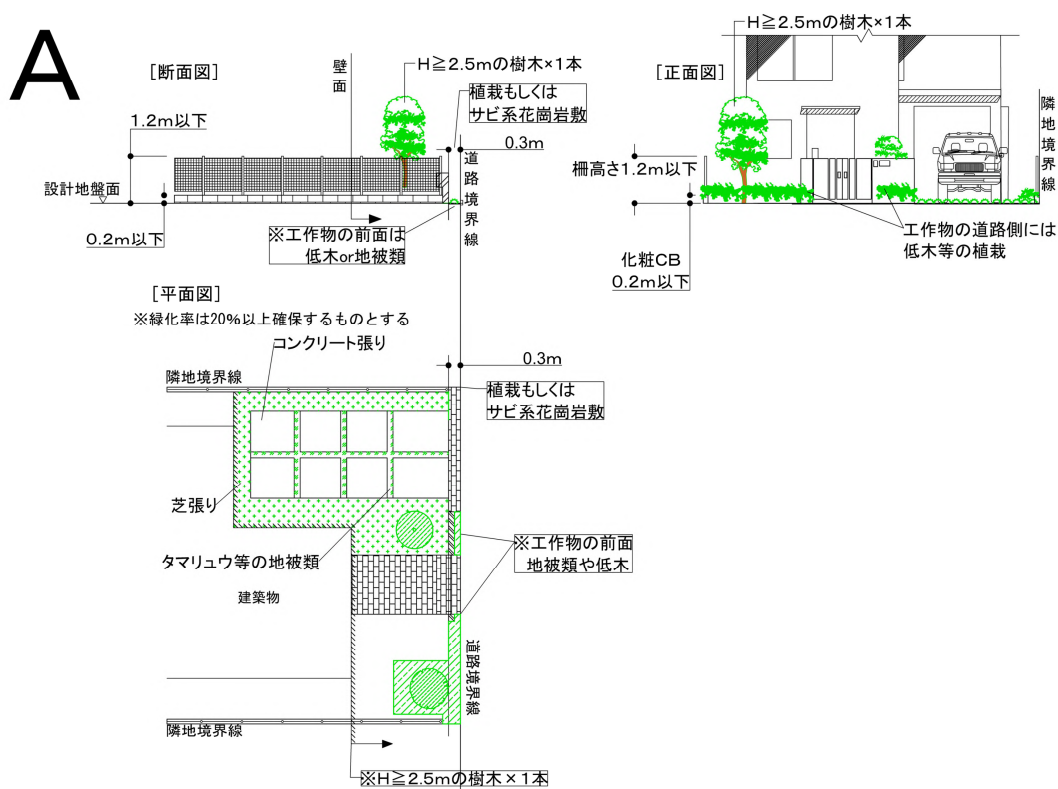 A
[断面図]
壁面
H≧2.5mの樹木×1本
植栽もしくは
サビ系花崗岩敷
1.2m以下
0.3m
道路境界線
設計地盤面
0.2m以下
※工作物の前面は
低木or地被類
[正面図]
H≧2.5mの樹木×1本
隣地境界線
柵高さ1.2m以下
工作物の道路側には
低木等の植栽
化粧CB
0.2m以下
[平面図]
※緑化率は20%以上確保するものとする
コンクリート張り
0.3m
隣地境界線
植栽もしくは
サビ系花崗岩敷
芝張り
※工作物の前面
地被類や低木
タマリュウ等の地被類
建築物
道路境界線
隣地境界線
※H≧2.5mの樹木×1本